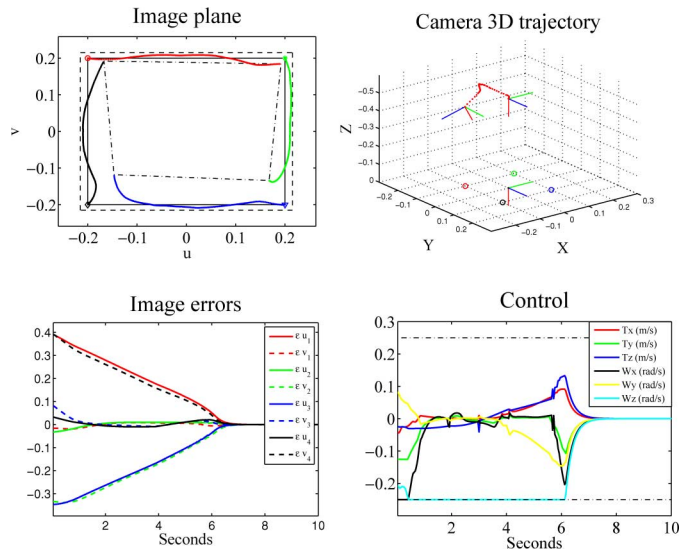 Image plane
0.2
0.1
0
−0.1
−0.2
v
−0.2
−0.1
0
0.1
0.2
u
Camera 3D trajectory
−0.5
−0.4
−0.3
−0.2
−0.1
0
Z
−0.2
−0.1
0
0.1
0.2
Y
−0.2
−0.1
0
0.1
0.2
0.3
X
Image errors
0.4
0.3
0.2
0.1
0
−0.1
−0.2
−0.3
2
4
6
8
10
Seconds
ε u1
ε v1
ε u2
ε v2
ε u3
ε v3
ε u4
ε v4
Control
0.3
0.2
0.1
0
−0.1
−0.2
−0.3
2
4
6
8
10
Seconds
Tx (m/s)
Ty (m/s)
Tz (m/s)
Wx (rad/s)
Wy (rad/s)
Wz (rad/s)